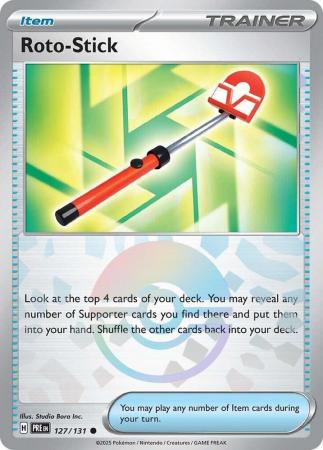 Item
TRAINER
Roto-Stick
Look at the top 4 cards of your deck. You may reveal any
number of Supporter cards you find there and put them
into your hand. Shuffle the other cards back into your deck.
Illus. Studio Bora Inc.
H PRE EN 127/131 ●
You may play any number of Item cards during
your turn.
©2025 Pokémon / Nintendo / Creatures / GAME FREAK